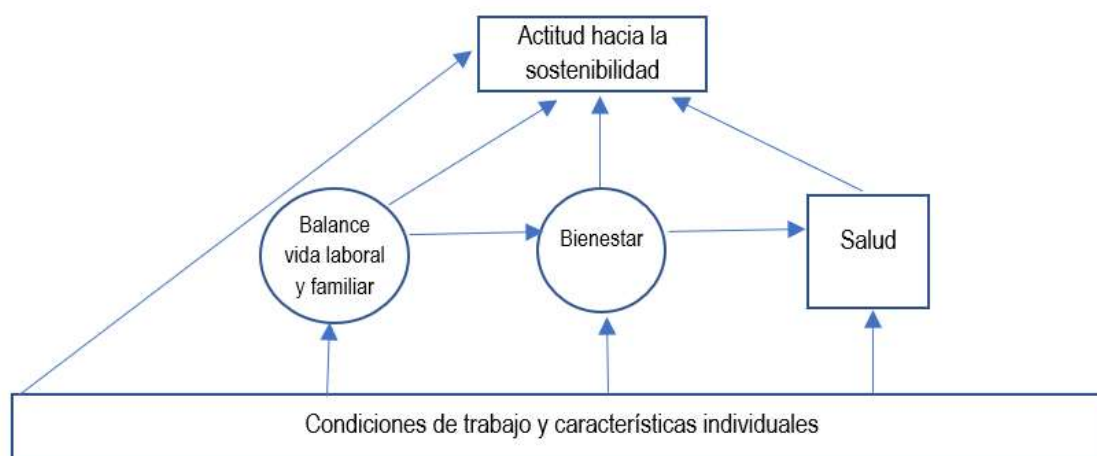 Actitud hacia la
sostenibilidad
Balance
vida laboral
y familiar
Bienestar
Salud
Condiciones de trabajo y características individuales